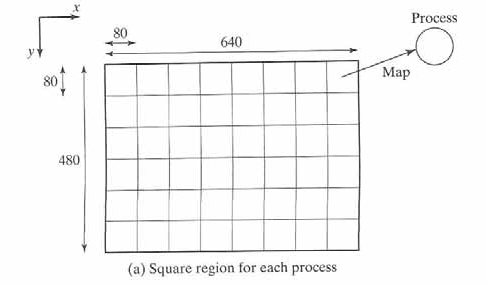 x
Process
80
640
y
Map
80
480
(a) Square region for each process